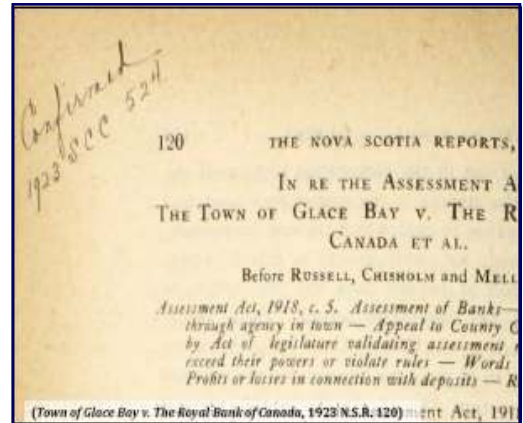 Confirmed
1923 SCC 524
120 THE NOVA SCOTIA REPORTS,
IN RE THE ASSESSMENT A
THE TOWN OF GLACE BAY V. THE R
CANADA ET AL.
Before RUSSELL, CHISHOLM and MELL
Assessment Act, 1918, c. 5. Assessment of Banks—
through agency in town — Appeal to County C
by Act of legislature validating assessment
exceed their powers or violate rules — Words
Profits or losses in connection with deposits — R
(Town of Glace Bay v. The Royal Bank of Canada, 1923 N.S.R. 120) ent Act, 191